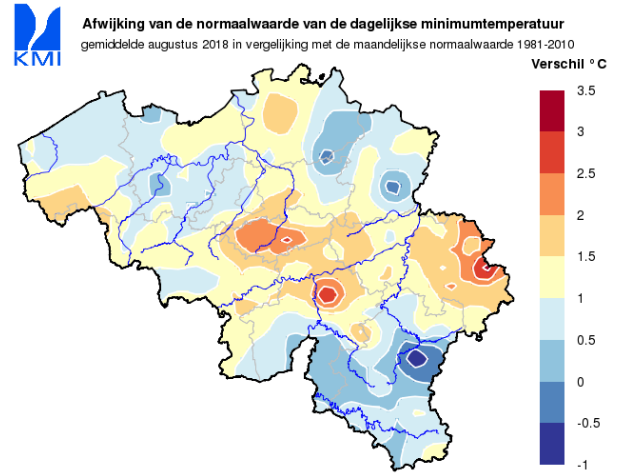 Afwijking van de normaalwaarde van de dagelijkse minimumtemperatuur
gemiddelde augustus 2018 in vergelijking met de maandelijkse normaalwaarde 1981-2010
KMI
Verschil °C
3.5
3
2.5
2
1.5
1
0.5
0
-0.5
-1